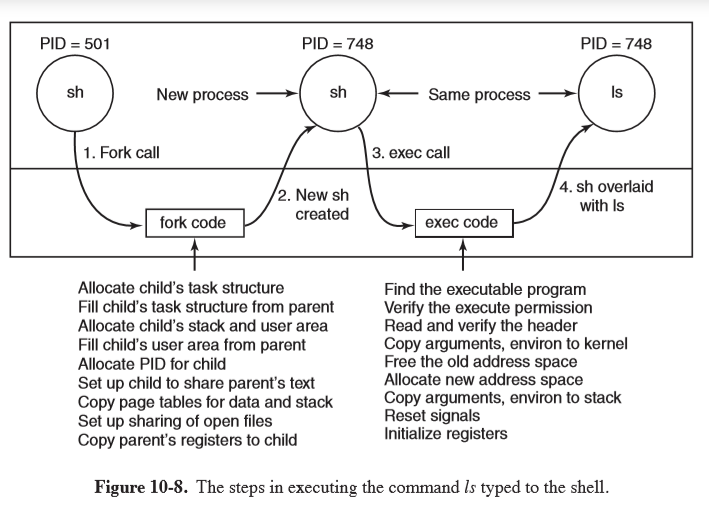 PID = 501
PID = 748
PID = 748
sh
New process
sh
Same process
ls
1. Fork call
3. exec call
2. New sh
created
4. sh overlaid
with ls
fork code
exec code
Allocate child's task structure
Fill child's task structure from parent
Allocate child's stack and user area
Fill child's user area from parent
Allocate PID for child
Set up child to share parent's text
Copy page tables for data and stack
Set up sharing of open files
Copy parent's registers to child
Find the executable program
Verify the execute permission
Read and verify the header
Copy arguments, environ to kernel
Free the old address space
Allocate new address space
Copy arguments, environ to stack
Reset signals
Initialize registers
Figure 10-8. The steps in executing the command ls typed to the shell.